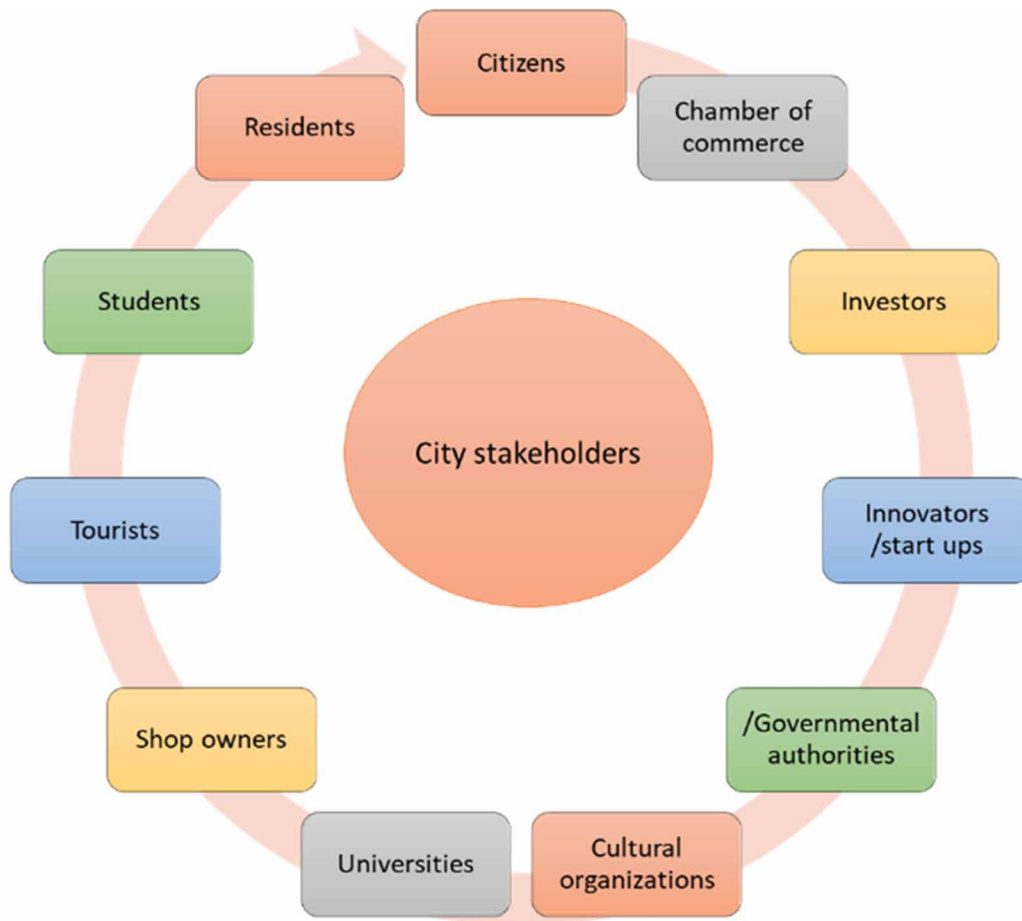 Citizens
Chamber of
commerce
Investors
Innovators
/start ups
/Governmental
authorities
Cultural
organizations
Universities
Shop owners
Tourists
Students
Residents
City stakeholders